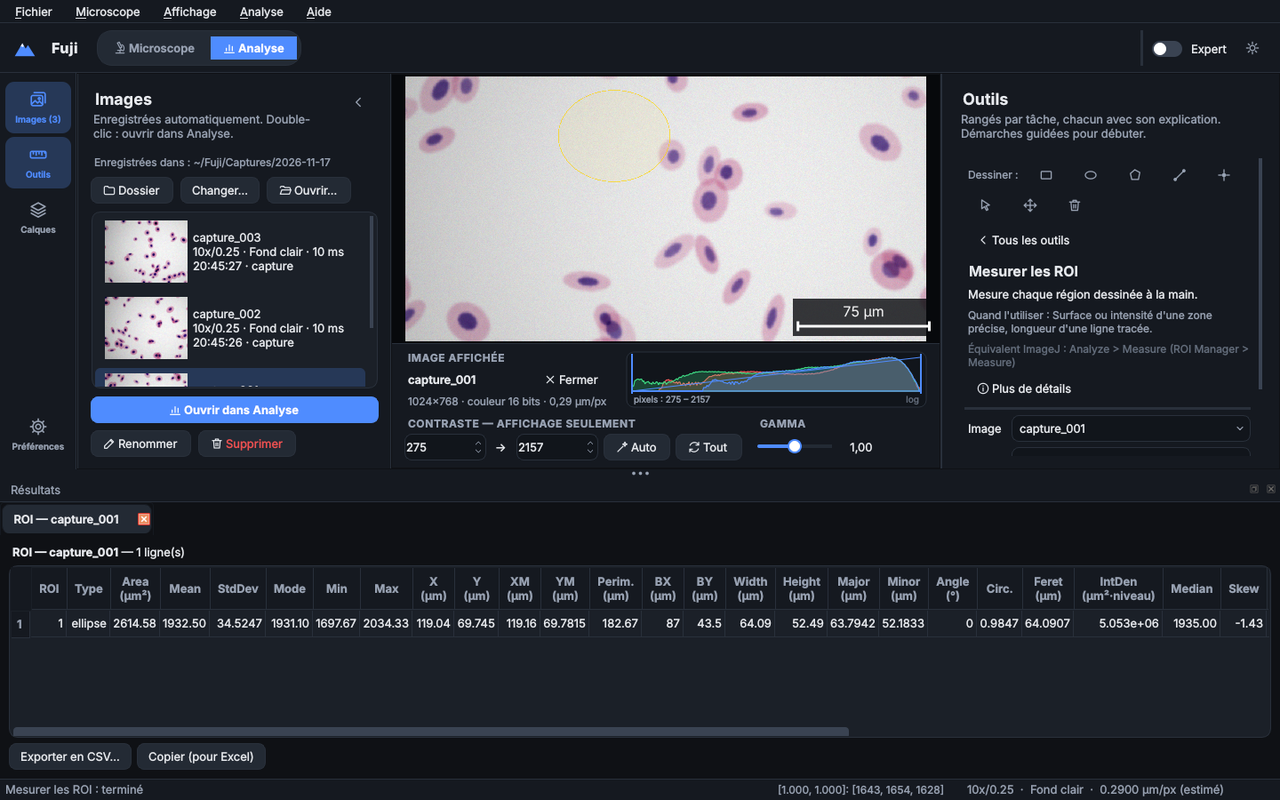 Fichier Microscope Affichage Analyse Aide
Fuji
Microscope
Analyse
Expert
Images (3)
Outils
Calques
Préférences
Images
Enregistrées automatiquement. Double-
clic : ouvrir dans Analyse.
Enregistrées dans : ~/Fuji/Captures/2026-11-17
Dossier
Changer...
Ouvrir...
capture_003
10x/0.25 · Fond clair · 10 ms
20:45:27 · capture
capture_002
10x/0.25 · Fond clair · 10 ms
20:45:26 · capture
Ouvrir dans Analyse
Renommer
Supprimer
75 µm
IMAGE AFFICHÉE
capture_001
Fermer
1024×768 · couleur 16 bits · 0,29 µm/px
pixels : 275 – 2157
log
CONTRASTE — AFFICHAGE SEULEMENT
275 → 2157
Auto
Tout
GAMMA
1,00
Outils
Rangés par tâche, chacun avec son explication.
Démarches guidées pour débuter.
Dessiner :
Tous les outils
Mesurer les ROI
Mesure chaque région dessinée à la main.
Quand l'utiliser : Surface ou intensité d'une zone
précise, longueur d'une ligne tracée.
Équivalent ImageJ : Analyze > Measure (ROI Manager >
Measure)
Plus de détails
Image capture_001
Résultats
ROI — capture_001
ROI — capture_001 — 1 ligne(s)
ROI Type Area (µm²) Mean StdDev Mode Min Max X (µm) Y (µm) XM (µm) YM (µm) Perim. (µm) BX (µm) BY (µm) Width (µm) Height (µm) Major (µm) Minor (µm) Angle (°) Circ. Feret (µm) IntDen (µm²·niveau) Median Skew
1 1 ellipse 2614.58 1932.50 34.5247 1931.10 1697.67 2034.33 119.04 69.745 119.16 69.7815 182.67 87 43.5 64.09 52.49 63.7942 52.1833 0 0.9847 64.0907 5.053e+06 1935.00 -1.43
Exporter en CSV...
Copier (pour Excel)
Mesurer les ROI : terminé
[1.000, 1.000]: [1643, 1654, 1628]
10x/0.25 · Fond clair · 0.2900 µm/px (estimé)